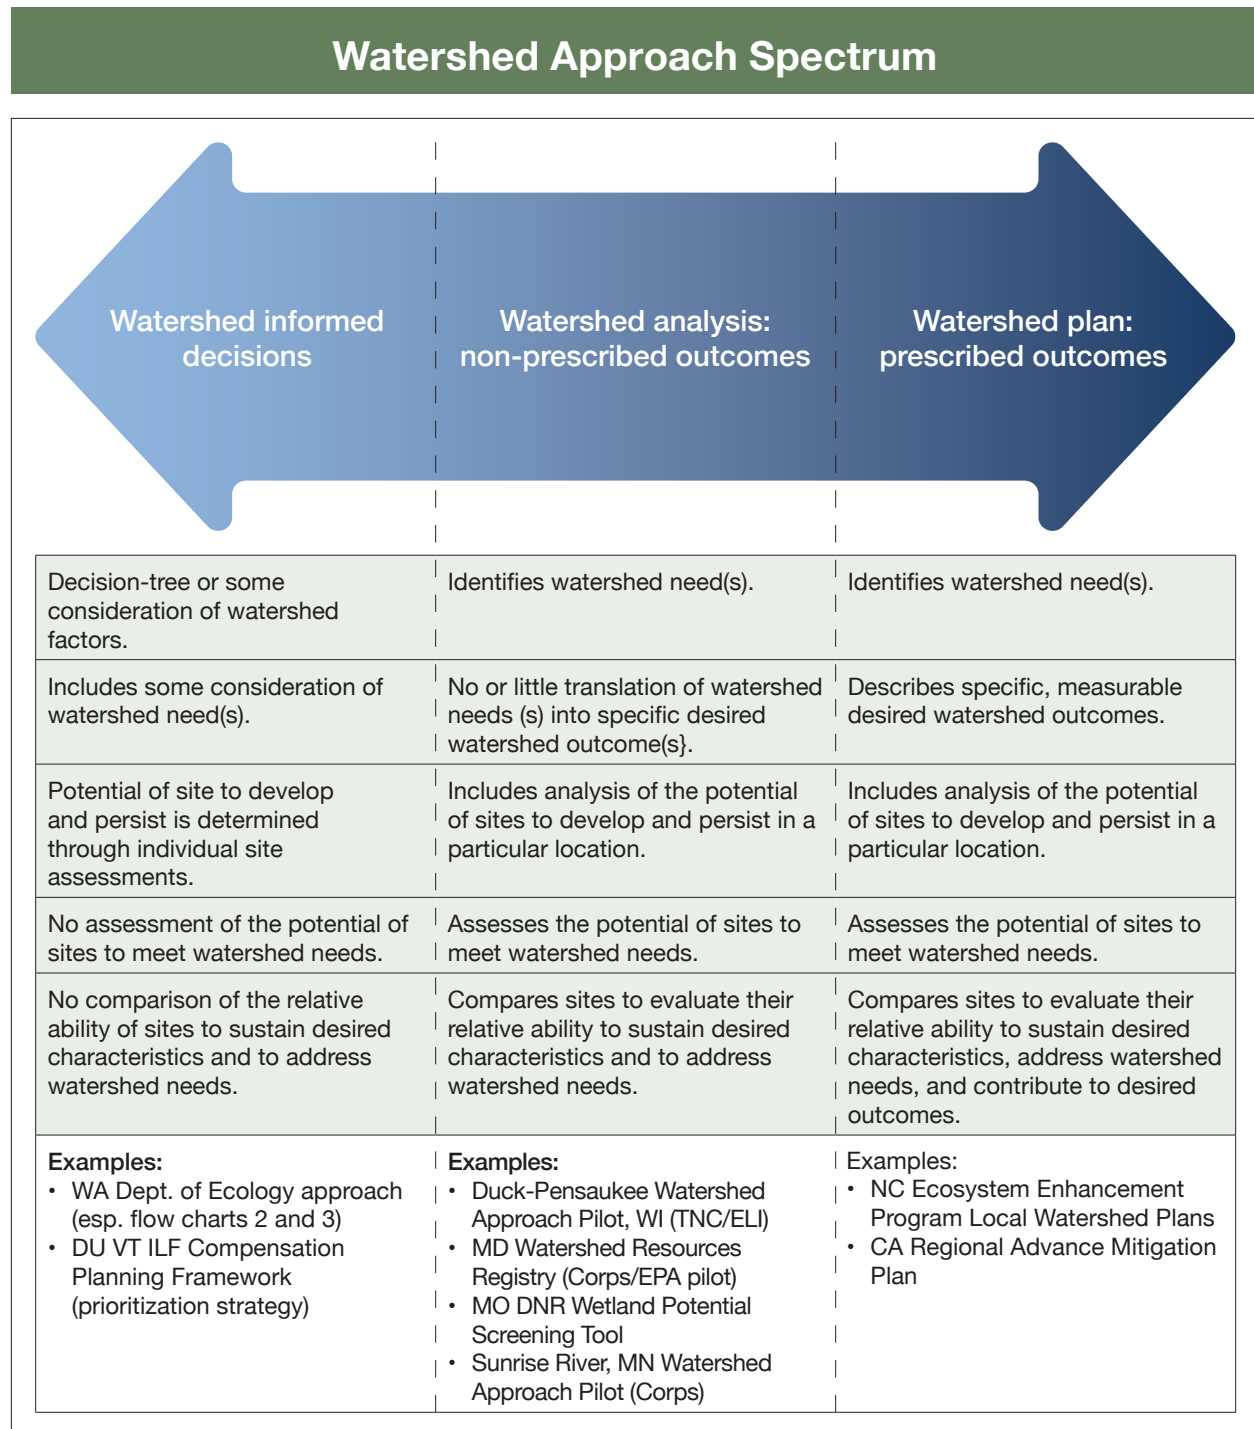 Watershed Approach Spectrum
Watershed informed
decisions
Watershed analysis:
non-prescribed outcomes
Watershed plan:
prescribed outcomes
Decision-tree or some
consideration of watershed
factors.
Identifies watershed need(s).
Identifies watershed need(s).
Includes some consideration of
watershed need(s).
No or little translation of watershed
needs (s) into specific desired
watershed outcome(s}.
Describes specific, measurable
desired watershed outcomes.
Potential of site to develop
and persist is determined
through individual site
assessments.
Includes analysis of the potential
of sites to develop and persist in a
particular location.
Includes analysis of the potential
of sites to develop and persist in a
particular location.
No assessment of the potential of
sites to meet watershed needs.
Assesses the potential of sites to
meet watershed needs.
Assesses the potential of sites to
meet watershed needs.
No comparison of the relative
ability of sites to sustain desired
characteristics and to address
watershed needs.
Compares sites to evaluate their
relative ability to sustain desired
characteristics and to address
watershed needs.
Compares sites to evaluate their
relative ability to sustain desired
characteristics, address watershed
needs, and contribute to desired
outcomes.
Examples:
• WA Dept. of Ecology approach
(esp. flow charts 2 and 3)
• DU VT ILF Compensation
Planning Framework
(prioritization strategy)
Examples:
• Duck-Pensaukee Watershed
Approach Pilot, WI (TNC/ELI)
• MD Watershed Resources
Registry (Corps/EPA pilot)
• MO DNR Wetland Potential
Screening Tool
• Sunrise River, MN Watershed
Approach Pilot (Corps)
Examples:
• NC Ecosystem Enhancement
Program Local Watershed Plans
• CA Regional Advance Mitigation
Plan